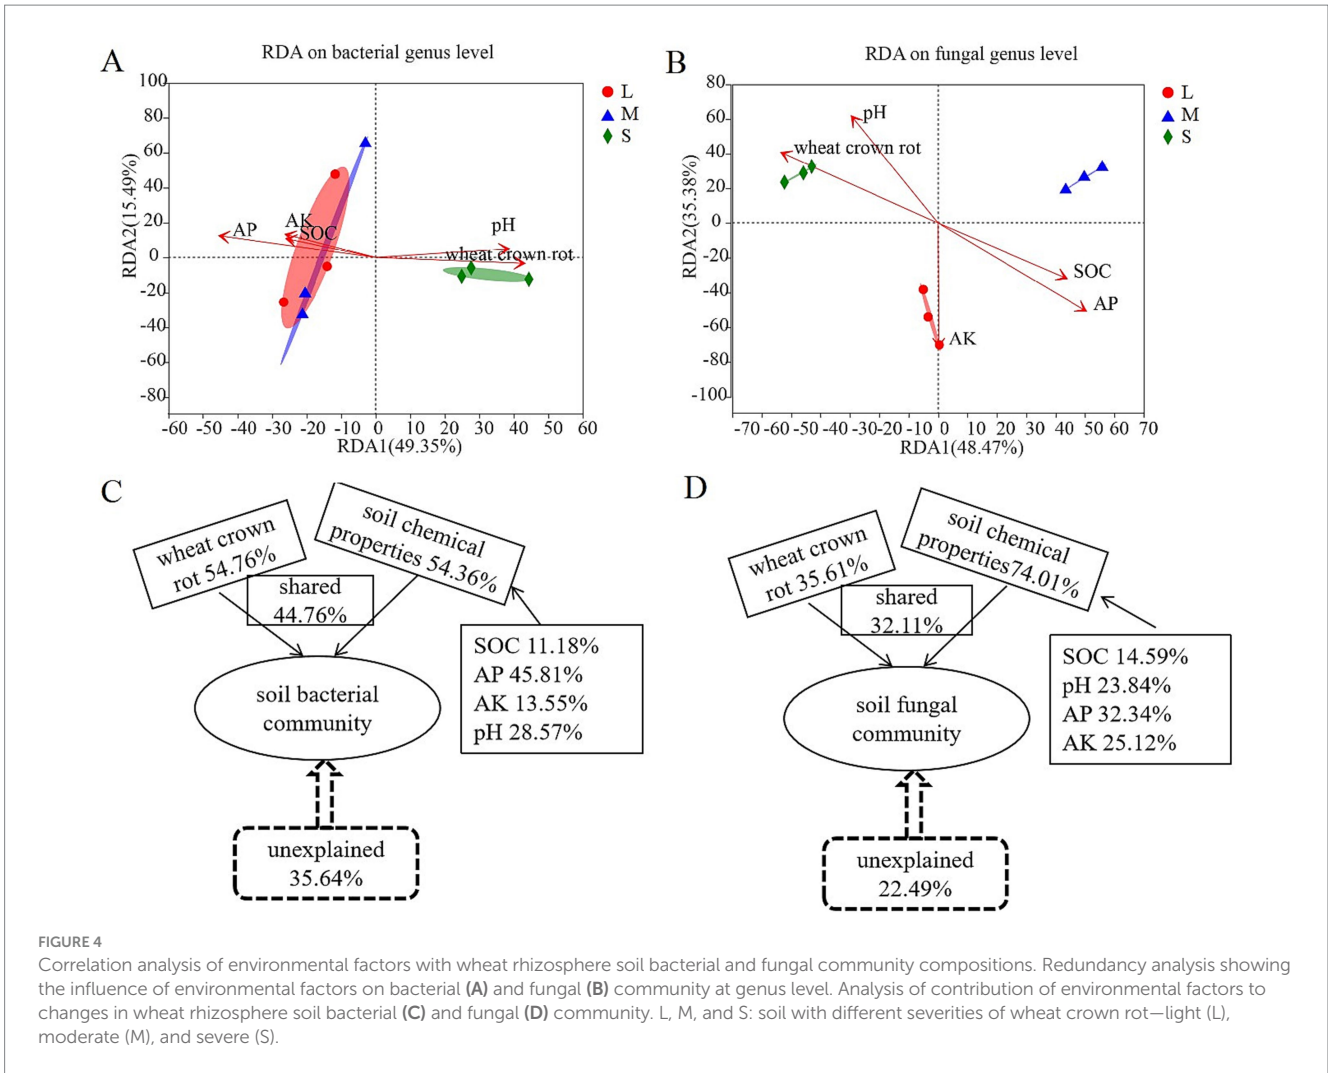 A
RDA on bacterial genus level
100
80
60
40
20
0
-20
-40
-60
-80
RDA2(15.49%)
-60 -50 -40 -30 -20 -10 0 10 20 30 40 50 60
RDA1(49.35%)
AP
AK
SOC
pH
wheat crown rot
L
M
S
B
RDA on fungal genus level
80
60
40
20
0
-20
-40
-60
-80
-100
RDA2(35.38%)
-70 -60 -50 -40 -30 -20 -10 0 10 20 30 40 50 60 70
RDA1(48.47%)
pH
wheat crown rot
SOC
AP
AK
L
M
S
C
wheat crown
rot 54.76%
soil chemical
properties 54.36%
shared
44.76%
SOC 11.18%
AP 45.81%
AK 13.55%
pH 28.57%
soil bacterial
community
unexplained
35.64%
D
wheat crown
rot 35.61%
soil chemical
properties74.01%
shared
32.11%
SOC 14.59%
pH 23.84%
AP 32.34%
AK 25.12%
soil fungal
community
unexplained
22.49%
FIGURE 4
Correlation analysis of environmental factors with wheat rhizosphere soil bacterial and fungal community compositions. Redundancy analysis showing
the influence of environmental factors on bacterial (A) and fungal (B) community at genus level. Analysis of contribution of environmental factors to
changes in wheat rhizosphere soil bacterial (C) and fungal (D) community. L, M, and S: soil with different severities of wheat crown rot—light (L),
moderate (M), and severe (S).